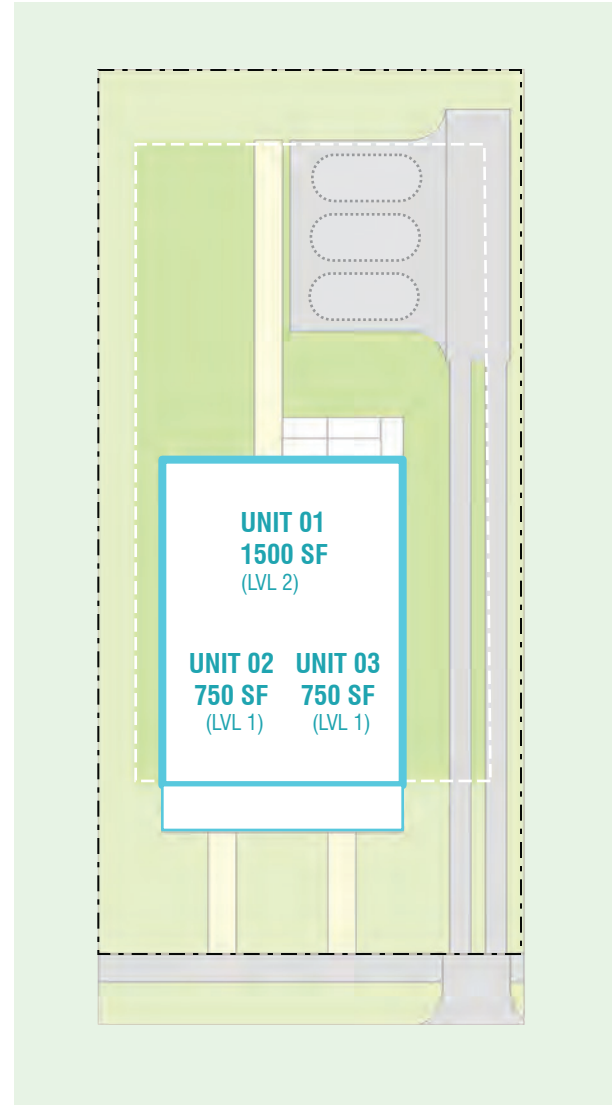 UNIT 01
1500 SF
(LVL 2)
UNIT 02
750 SF
(LVL 1)
UNIT 03
750 SF
(LVL 1)